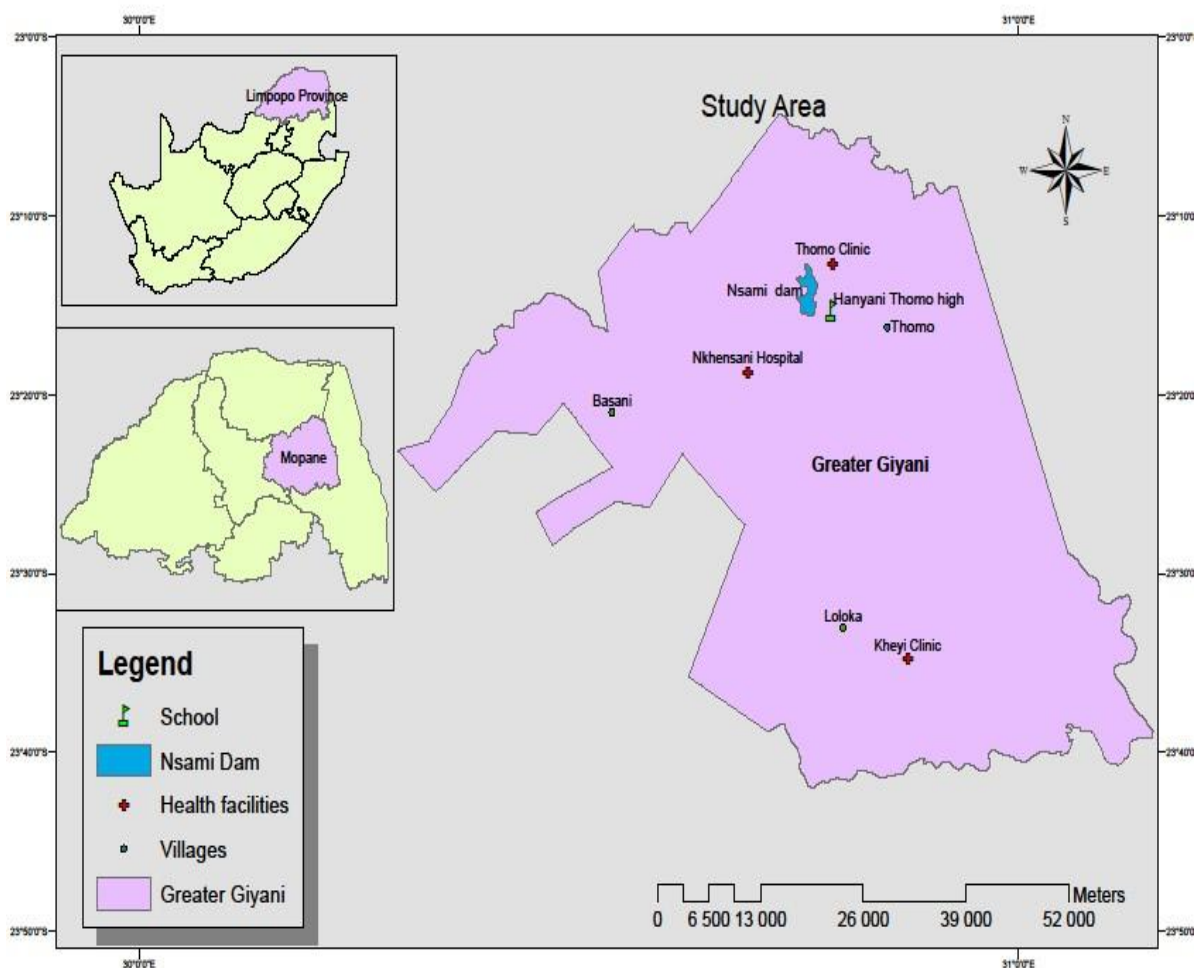 30°0'0"E
31°0'0"E
23°0'0"S
23°0'0"S
Limpopo Province
Study Area
N
W
E
S
23°10'0"S
23°10'0"S
Thomo Clinic
Nsami dam
Hanyani Thomo high
Thomo
Nkhensani Hospital
23°20'0"S
23°20'0"S
Basani
Mopane
Greater Giyani
23°30'0"S
23°30'0"S
Loloka
Kheyi Clinic
Legend
School
Nsami Dam
Health facilities
Villages
Greater Giyani
23°40'0"S
23°40'0"S
Meters
0 6 500 13 000 26 000 39 000 52 000
23°50'0"S
23°50'0"S
30°0'0"E
31°0'0"E